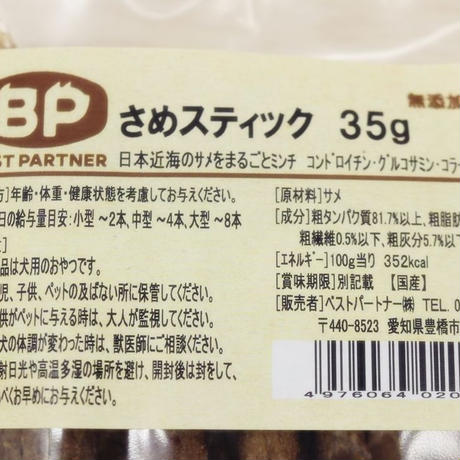 BP
ST PARTNER
さめスティック 35g
無添加
日本近海のサメをまるごとミンチ コンドロイチン・グルコサミン・コラー
方]年齢・体重・健康状態を考慮してお与えください。
日の給与量目安:小型 ～2本、中型 ～4本、大型 ～8本
品は犬用のおやつです。
児、子供、ペットの及ばない所に保管してください。
供がペットに与える時は、大人が監視してください。
犬の体調が変わった時は、獣医師にご相談ください。
射日光や高温多湿の場所を避け、開封後は封をして、
べくお早めにお与えください。
[原材料]サメ
[成分]粗タンパク質81.7%以上、粗脂肪
粗繊維0.5%以下、粗灰分5.7%以下
[エネルギー]100g当り 352kcal
[賞味期限]別記載 【国産】
[販売者]ベストパートナー㈱ TEL. 0
〒440-8523 愛知県豊橋市
4 976064 020